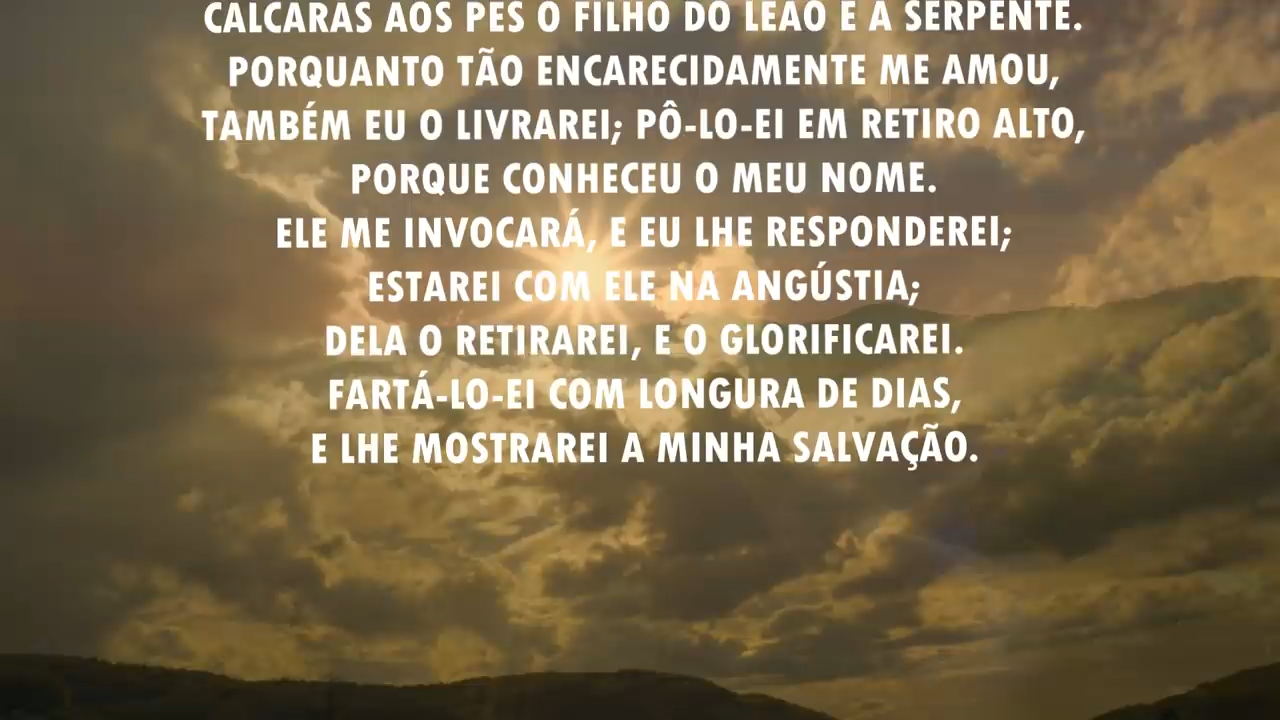 CALCARÁS AOS PÉS O FILHO DO LEÃO E A SERPENTE.
PORQUANTO TÃO ENCARECIDAMENTE ME AMOU,
TAMBÉM EU O LIVRAREI; PÔ-LO-EI EM RETIRO ALTO,
PORQUE CONHECEU O MEU NOME.
ELE ME INVOCARÁ, E EU LHE RESPONDEREI;
ESTAREI COM ELE NA ANGÚSTIA;
DELA O RETIRAREI, E O GLORIFICAREI.
FARTÁ-LO-EI COM LONGURA DE DIAS,
E LHE MOSTRAREI A MINHA SALVAÇÃO.